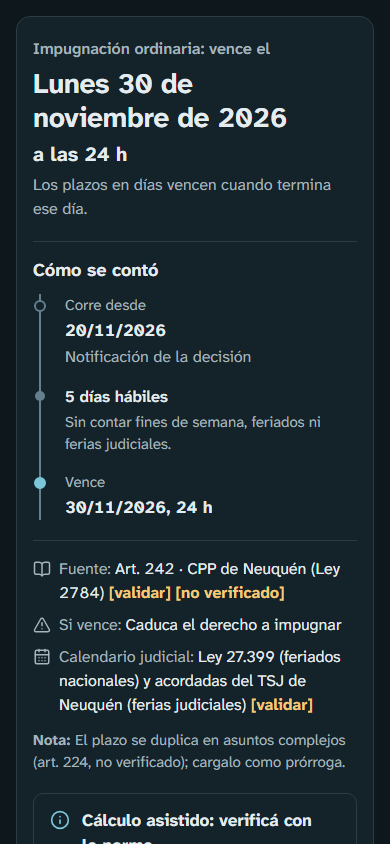 Impugnación ordinaria: vence el
Lunes 30 de
noviembre de 2026
a las 24 h
Los plazos en días vencen cuando termina
ese día.
Cómo se contó
Corre desde
20/11/2026
Notificación de la decisión
5 días hábiles
Sin contar fines de semana, feriados ni
ferias judiciales.
Vence
30/11/2026, 24 h
Fuente: Art. 242 · CPP de Neuquén (Ley
2784) [validar] [no verificado]
Si vence: Caduca el derecho a impugnar
Calendario judicial: Ley 27.399 (feriados
nacionales) y acordadas del TSJ de
Neuquén (ferias judiciales) [validar]
Nota: El plazo se duplica en asuntos complejos
(art. 224, no verificado); cargalo como prórroga.
Cálculo asistido: verificá con
la norma